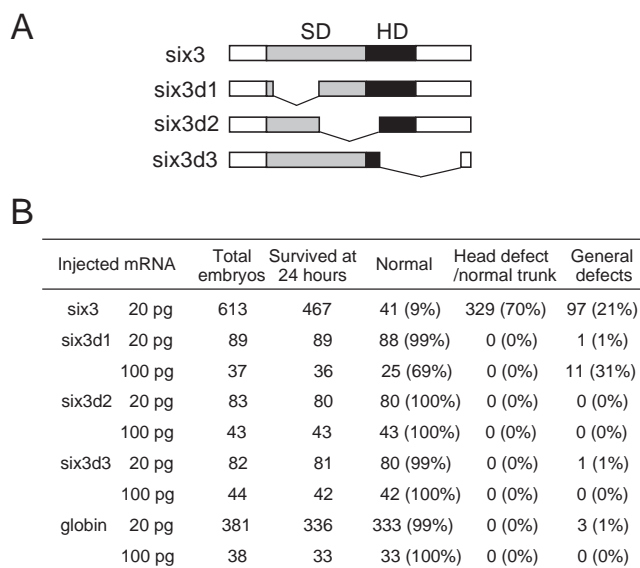 A
SD HD
six3
six3d1
six3d2
six3d3
B
Injected mRNA Total embryos Survived at 24 hours Normal Head defect /normal trunk General defects
six3 20 pg 613 467 41 (9%) 329 (70%) 97 (21%)
six3d1 20 pg 89 89 88 (99%) 0 (0%) 1 (1%)
100 pg 37 36 25 (69%) 0 (0%) 11 (31%)
six3d2 20 pg 83 80 80 (100%) 0 (0%) 0 (0%)
100 pg 43 43 43 (100%) 0 (0%) 0 (0%)
six3d3 20 pg 82 81 80 (99%) 0 (0%) 1 (1%)
100 pg 44 42 42 (100%) 0 (0%) 0 (0%)
globin 20 pg 381 336 333 (99%) 0 (0%) 3 (1%)
100 pg 38 33 33 (100%) 0 (0%) 0 (0%)